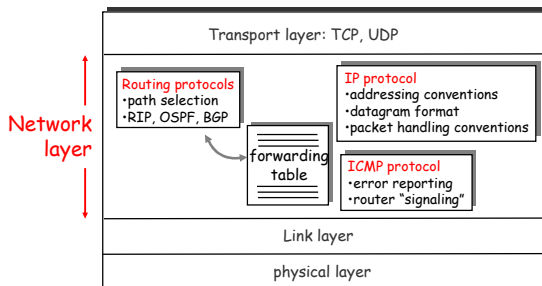 Transport layer: TCP, UDP
Network
layer
Routing protocols
•path selection
•RIP, OSPF, BGP
forwarding
table
IP protocol
•addressing conventions
•datagram format
•packet handling conventions
ICMP protocol
•error reporting
•router “signaling”
Link layer
physical layer